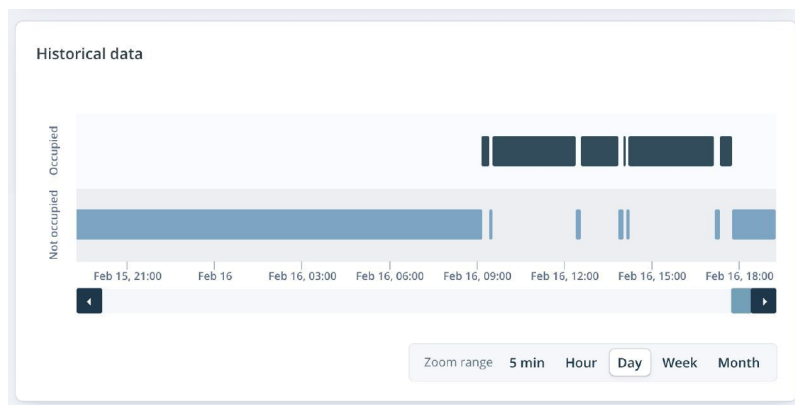 Historical data
Occupied
Not occupied
Feb 15, 21:00 Feb 16 Feb 16, 03:00 Feb 16, 06:00 Feb 16, 09:00 Feb 16, 12:00 Feb 16, 15:00 Feb 16, 18:00
Zoom range 5 min Hour Day Week Month